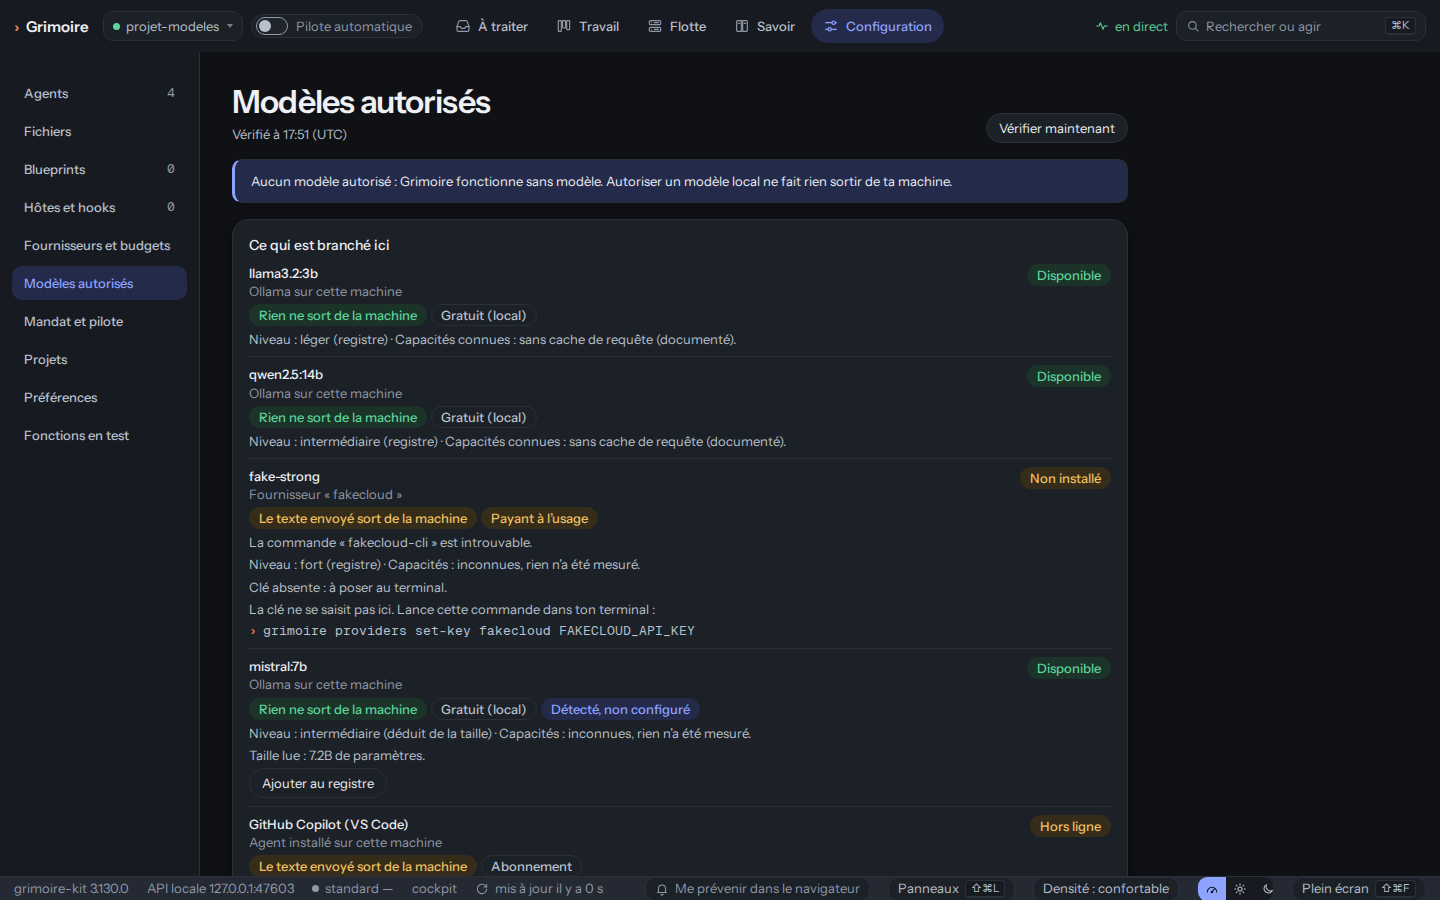 › Grimoire
projet-modeles
Pilote automatique
À traiter
Travail
Flotte
Savoir
Configuration
en direct
Rechercher ou agir
⌘K
Agents 4
Fichiers
Blueprints 0
Hôtes et hooks 0
Fournisseurs et budgets
Modèles autorisés
Mandat et pilote
Projets
Préférences
Fonctions en test
Modèles autorisés
Vérifié à 17:51 (UTC)
Vérifier maintenant
Aucun modèle autorisé : Grimoire fonctionne sans modèle. Autoriser un modèle local ne fait rien sortir de ta machine.
Ce qui est branché ici
llama3.2:3b
Disponible
Ollama sur cette machine
Rien ne sort de la machine
Gratuit (local)
Niveau : léger (registre) · Capacités connues : sans cache de requête (documenté).
qwen2.5:14b
Disponible
Ollama sur cette machine
Rien ne sort de la machine
Gratuit (local)
Niveau : intermédiaire (registre) · Capacités connues : sans cache de requête (documenté).
fake-strong
Non installé
Fournisseur « fakecloud »
Le texte envoyé sort de la machine
Payant à l’usage
La commande « fakecloud-cli » est introuvable.
Niveau : fort (registre) · Capacités : inconnues, rien n’a été mesuré.
Clé absente : à poser au terminal.
La clé ne se saisit pas ici. Lance cette commande dans ton terminal :
› grimoire providers set-key fakecloud FAKECLOUD_API_KEY
mistral:7b
Disponible
Ollama sur cette machine
Rien ne sort de la machine
Gratuit (local)
Détecté, non configuré
Niveau : intermédiaire (déduit de la taille) · Capacités : inconnues, rien n’a été mesuré.
Taille lue : 7.2B de paramètres.
Ajouter au registre
GitHub Copilot (VS Code)
Hors ligne
Agent installé sur cette machine
Le texte envoyé sort de la machine
Abonnement
grimoire-kit 3.130.0
API locale 127.0.0.1:47603
standard —
cockpit
mis à jour il y a 0 s
Me prévenir dans le navigateur
Panneaux ⇧⌘L
Densité : confortable
Plein écran ⇧⌘F